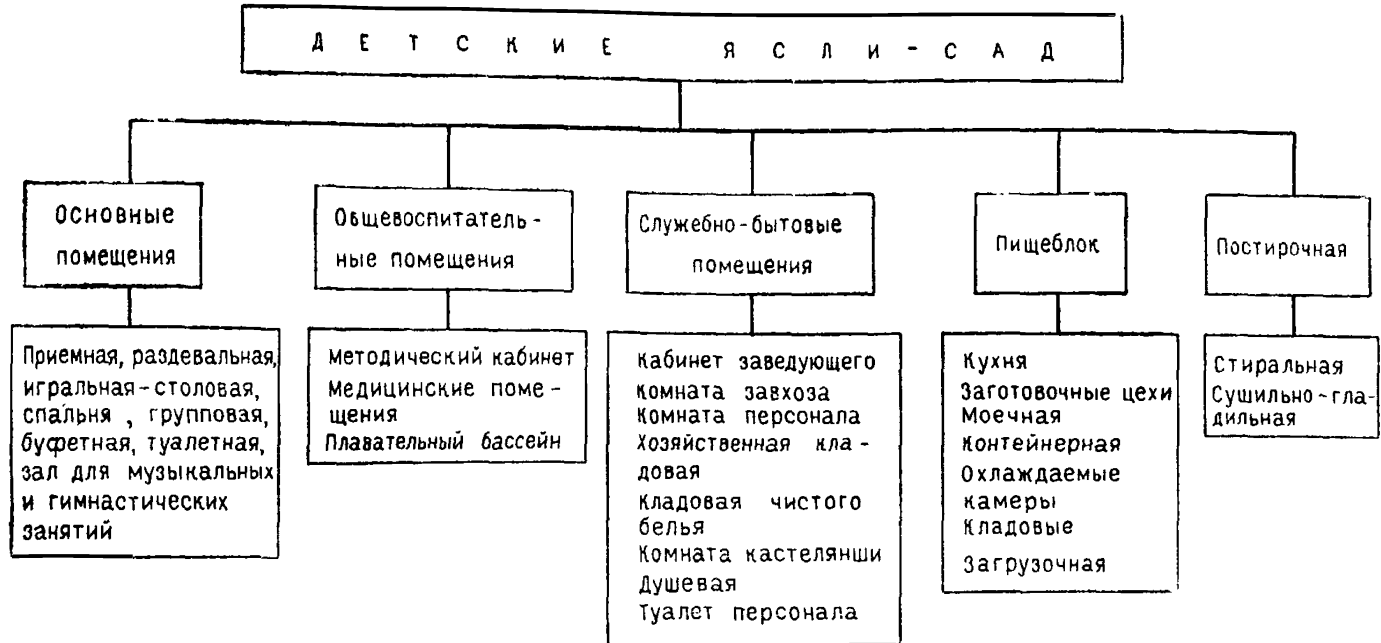 ДЕТСКИЕ ЯСЛИ-САД
Основные
помещения
Общевоспитатель-
ные помещения
Служебно-бытовые
помещения
Пищеблок
Постирочная
Приемная, раздевальная,
игральная-столовая,
спальня, групповая,
буфетная, туалетная,
зал для музыкальных
и гимнастических
занятий
Методический кабинет
Медицинские поме-
щения
Плавательный бассейн
Кабинет заведующего
Комната завхоза
Комната персонала
Хозяйственная кла-
довая
Кладовая чистого
белья
Комната кастелянши
Душевая
Туалет персонала
Кухня
Заготовочные цехи
Моечная
Контейнерная
Охлаждаемые
камеры
Кладовые
Загрузочная
Стиральная
Сушильно-гла-
дильная